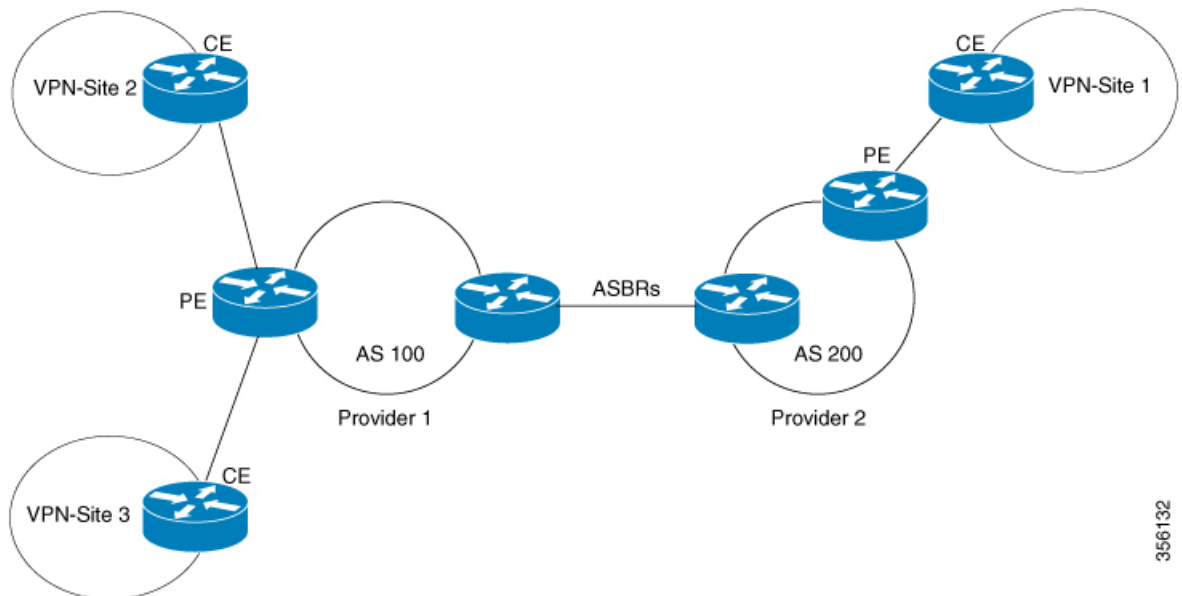 CE
VPN-Site 2
CE
VPN-Site 1
PE
PE
ASBRs
AS 100
AS 200
Provider 1
Provider 2
CE
VPN-Site 3
356132